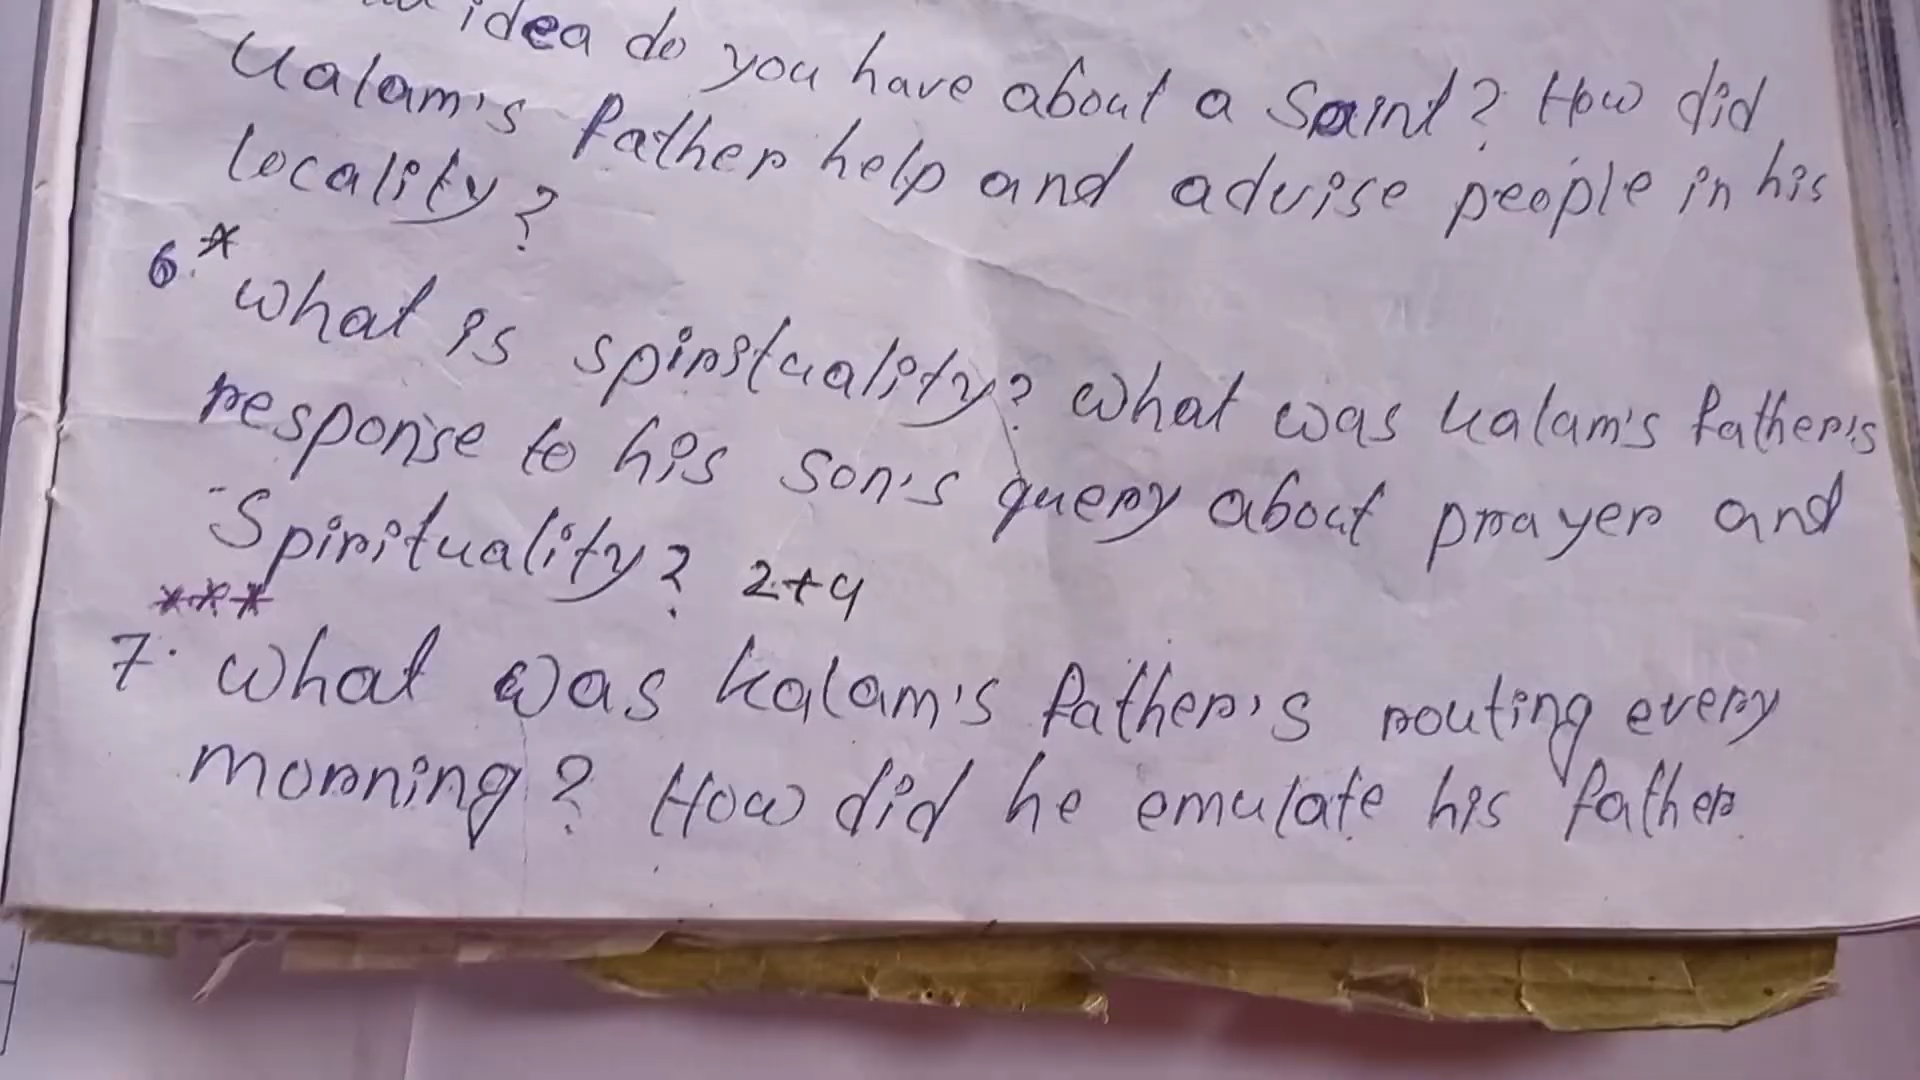 idea do you have about a Saint? How did
Kalam's father help and advise people in his
locality?
6.* What is spirituality? What was Kalam's father's
response to his son's query about prayer and
Spirituality? 2+4
***
7. What was Kalam's father's routing every
morning? How did he emulate his father